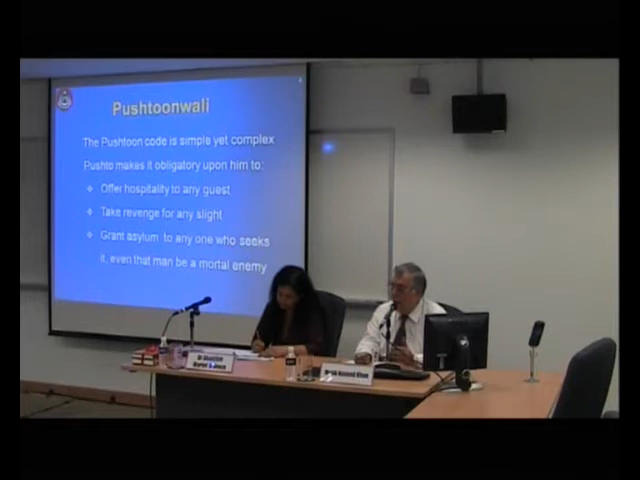 Pushtoonwali
The Pushtoon code is simple yet complex
Pushto makes it obligatory upon him to:
❖ Offer hospitality to any guest
❖ Take revenge for any slight
❖ Grant asylum to any one who seeks
it, even that man be a mortal enemy
Khan